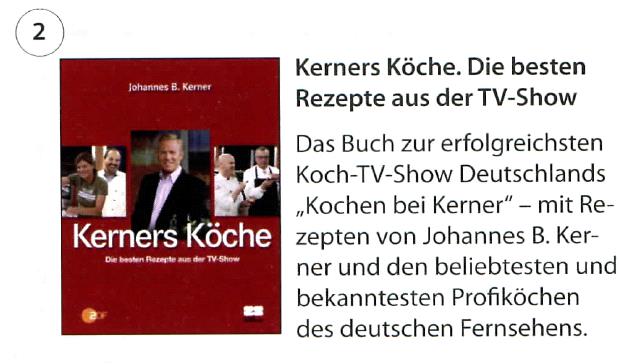 2
Johannes B. Kerner
Kerners Köche
Die besten Rezepte aus der TV-Show
ZDF
Kerners Köche. Die besten
Rezepte aus der TV-Show
Das Buch zur erfolgreichsten
Koch-TV-Show Deutschlands
„Kochen bei Kerner“ – mit Re-
zepten von Johannes B. Ker-
ner und den beliebtesten und
bekanntesten Profiköchen
des deutschen Fernsehens.